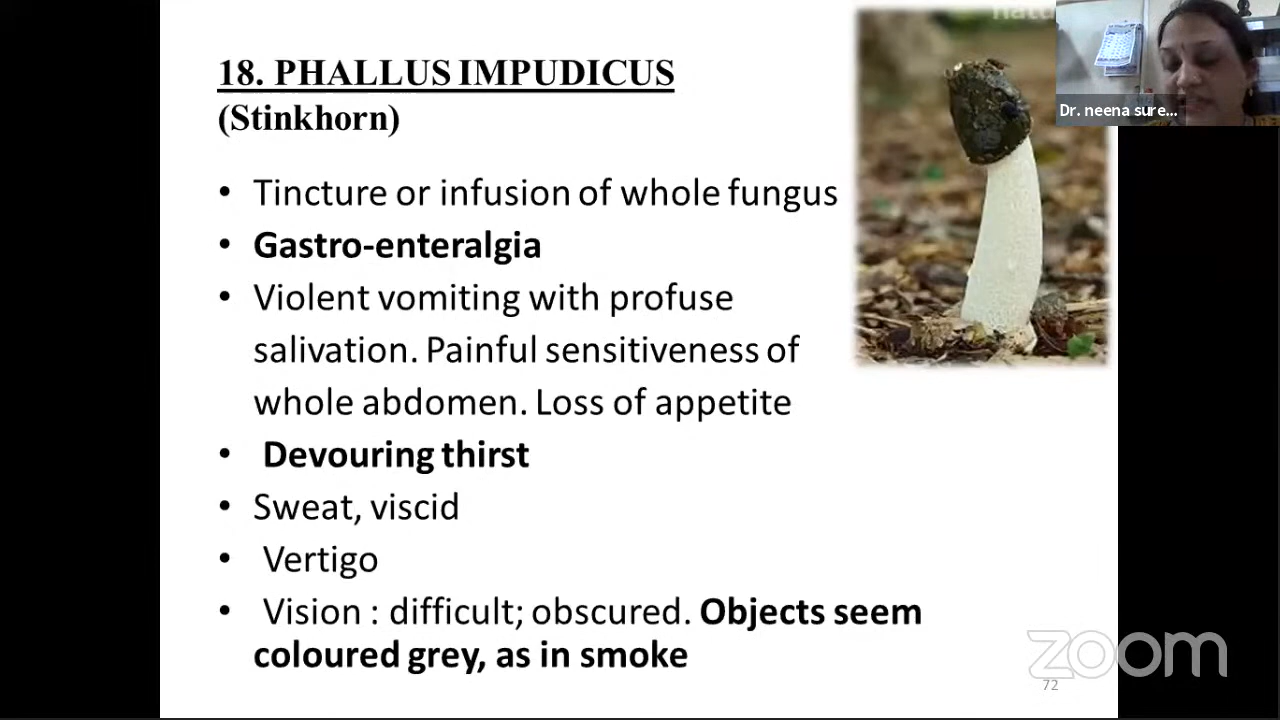 18. PHALLUS IMPUDICUS
(Stinkhorn)
• Tincture or infusion of whole fungus
• Gastro-enteralgia
• Violent vomiting with profuse
salivation. Painful sensitiveness of
whole abdomen. Loss of appetite
• Devouring thirst
• Sweat, viscid
• Vertigo
• Vision : difficult; obscured. Objects seem
coloured grey, as in smoke
Dr. neena sure...
zoom
72